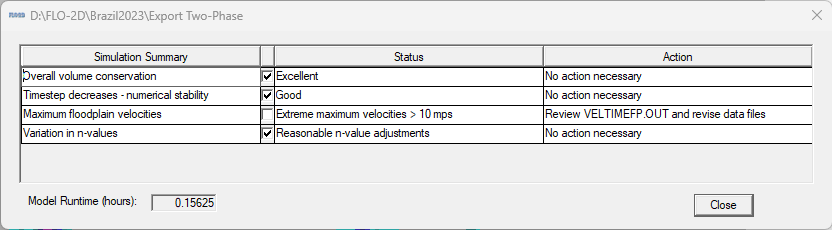 FLO-2D D:\FLO-2D\Brazil2023\Export Two-Phase
Simulation Summary Status Action
Overall volume conservation Excellent No action necessary
Timestep decreases - numerical stability Good No action necessary
Maximum floodplain velocities Extreme maximum velocities > 10 mps Review VELTIMEFP.OUT and revise data files
Variation in n-values Reasonable n-value adjustments No action necessary
Model Runtime (hours): 0.15625 Close